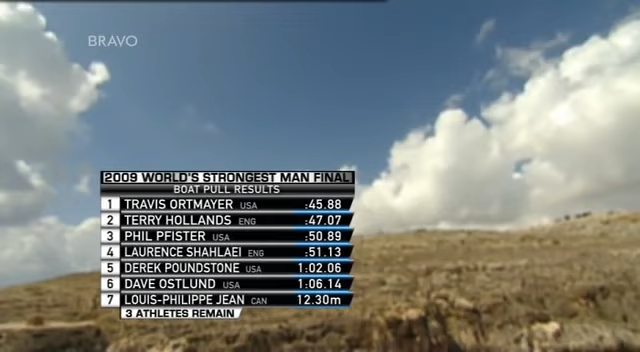 BRAVO
2009 WORLD'S STRONGEST MAN FINAL
BOAT PULL RESULTS
1 TRAVIS ORTMAYER USA :45.88
2 TERRY HOLLANDS ENG :47.07
3 PHIL PFISTER USA :50.89
4 LAURENCE SHAHLAEI ENG :51.13
5 DEREK POUNDSTONE USA 1:02.06
6 DAVE OSTLUND USA 1:06.14
7 LOUIS-PHILIPPE JEAN CAN 12.30m
3 ATHLETES REMAIN